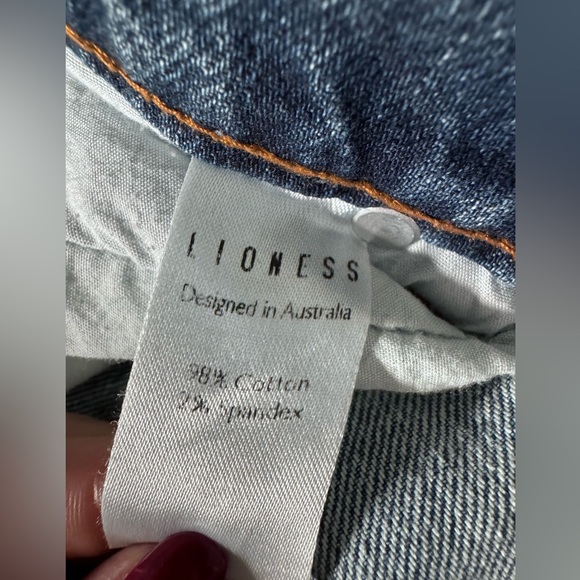 LIONESS
Designed in Australia
98% Cotton
2% Spandex